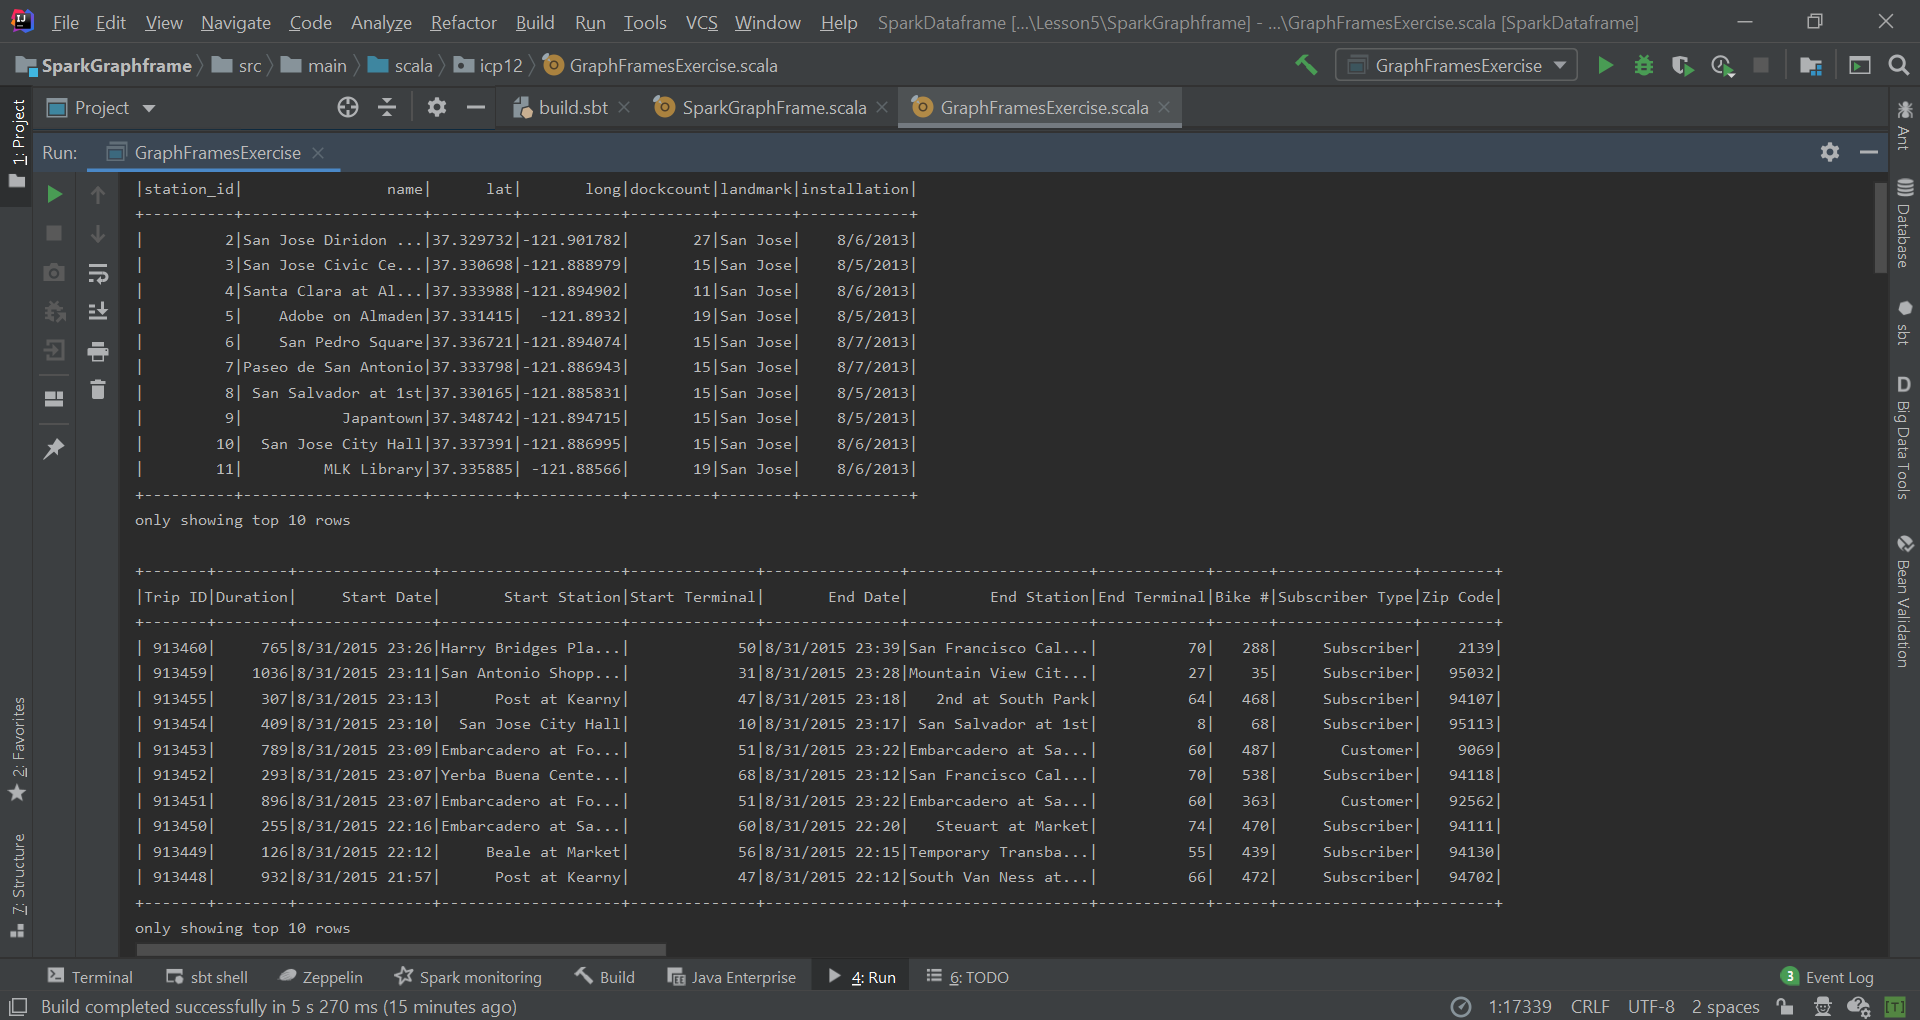 File Edit View Navigate Code Analyze Refactor Build Run Tools VCS Window Help SparkDataframe [...\Lesson5\SparkGraphframe] - ...\GraphFramesExercise.scala [SparkDataframe]
SparkGraphframe src main scala icp12 GraphFramesExercise.scala GraphFramesExercise
Project build.sbt SparkGraphFrame.scala GraphFramesExercise.scala
Run: GraphFramesExercise
|station_id|                name|      lat|       long|dockcount|landmark|installation|
+----------+--------------------+---------+-----------+---------+--------+------------+
|         2|San Jose Diridon ...|37.329732|-121.901782|       27|San Jose|    8/6/2013|
|         3|San Jose Civic Ce...|37.330698|-121.888979|       15|San Jose|    8/5/2013|
|         4|Santa Clara at Al...|37.333988|-121.894902|       11|San Jose|    8/6/2013|
|         5|    Adobe on Almaden|37.331415|  -121.8932|       19|San Jose|    8/5/2013|
|         6|    San Pedro Square|37.336721|-121.894074|       15|San Jose|    8/7/2013|
|         7|Paseo de San Antonio|37.333798|-121.886943|       15|San Jose|    8/7/2013|
|         8| San Salvador at 1st|37.330165|-121.885831|       15|San Jose|    8/5/2013|
|         9|           Japantown|37.348742|-121.894715|       15|San Jose|    8/5/2013|
|        10|  San Jose City Hall|37.337391|-121.886995|       15|San Jose|    8/6/2013|
|        11|         MLK Library|37.335885| -121.88566|       19|San Jose|    8/6/2013|
+----------+--------------------+---------+-----------+---------+--------+------------+
only showing top 10 rows
+-------+--------+---------------+--------------------+--------------+---------------+--------------------+------------+------+---------------+--------+
|Trip ID|Duration|     Start Date|       Start Station|Start Terminal|       End Date|         End Station|End Terminal|Bike #|Subscriber Type|Zip Code|
+-------+--------+---------------+--------------------+--------------+---------------+--------------------+------------+------+---------------+--------+
| 913460|     765|8/31/2015 23:26|Harry Bridges Pla...|            50|8/31/2015 23:39|San Francisco Cal...|          70|   288|     Subscriber|    2139|
| 913459|    1036|8/31/2015 23:11|San Antonio Shopp...|            31|8/31/2015 23:28|Mountain View Cit...|          27|    35|     Subscriber|   95032|
| 913455|     307|8/31/2015 23:13|      Post at Kearny|            47|8/31/2015 23:18|   2nd at South Park|          64|   468|     Subscriber|   94107|
| 913454|     409|8/31/2015 23:10|  San Jose City Hall|            10|8/31/2015 23:17| San Salvador at 1st|           8|    68|     Subscriber|   95113|
| 913453|     789|8/31/2015 23:09|Embarcadero at Fo...|            51|8/31/2015 23:22|Embarcadero at Sa...|          60|   487|       Customer|    9069|
| 913452|     293|8/31/2015 23:07|Yerba Buena Cente...|            68|8/31/2015 23:12|San Francisco Cal...|          70|   538|     Subscriber|   94118|
| 913451|     896|8/31/2015 23:07|Embarcadero at Fo...|            51|8/31/2015 23:22|Embarcadero at Sa...|          60|   363|       Customer|   92562|
| 913450|     255|8/31/2015 22:16|Embarcadero at Sa...|            60|8/31/2015 22:20|   Steuart at Market|          74|   470|     Subscriber|   94111|
| 913449|     126|8/31/2015 22:12|     Beale at Market|            56|8/31/2015 22:15|Temporary Transba...|          55|   439|     Subscriber|   94130|
| 913448|     932|8/31/2015 21:57|      Post at Kearny|            47|8/31/2015 22:12|South Van Ness at...|          66|   472|     Subscriber|   94702|
+-------+--------+---------------+--------------------+--------------+---------------+--------------------+------------+------+---------------+--------+
only showing top 10 rows
1: Project
2: Favorites
7: Structure
Ant
Database
sbt
D Big Data Tools
Bean Validation
Terminal sbt shell Zeppelin Spark monitoring Build Java Enterprise 4: Run 6: TODO 3 Event Log
Build completed successfully in 5 s 270 ms (15 minutes ago) 1:17339 CRLF UTF-8 2 spaces [T]